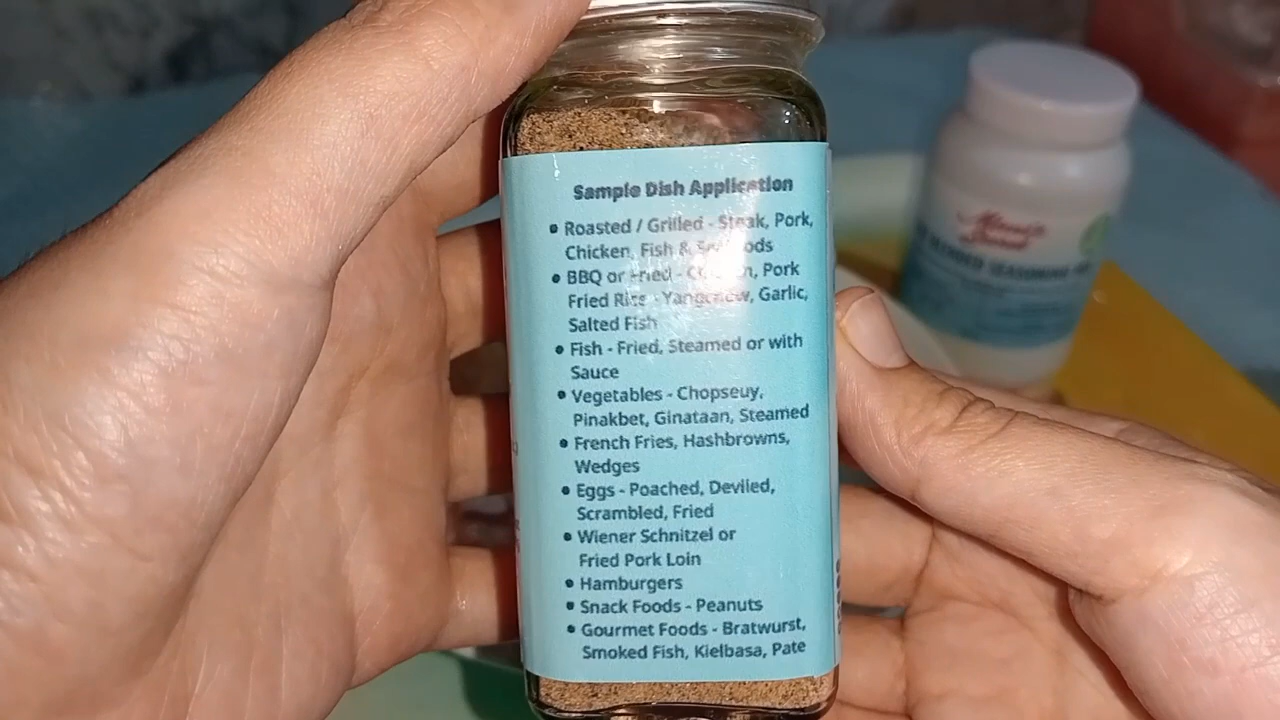 Sample Dish Application
• Roasted / Grilled - Steak, Pork,
Chicken, Fish & Seafoods
• BBQ or Fried - Chicken, Pork
Fried Rice - Yangchow, Garlic,
Salted Fish
• Fish - Fried, Steamed or with
Sauce
• Vegetables - Chopseuy,
Pinakbet, Ginataan, Steamed
• French Fries, Hashbrowns,
Wedges
• Eggs - Poached, Deviled,
Scrambled, Fried
• Wiener Schnitzel or
Fried Pork Loin
• Hamburgers
• Snack Foods - Peanuts
• Gourmet Foods - Bratwurst,
Smoked Fish, Kielbasa, Pate
SEASONING